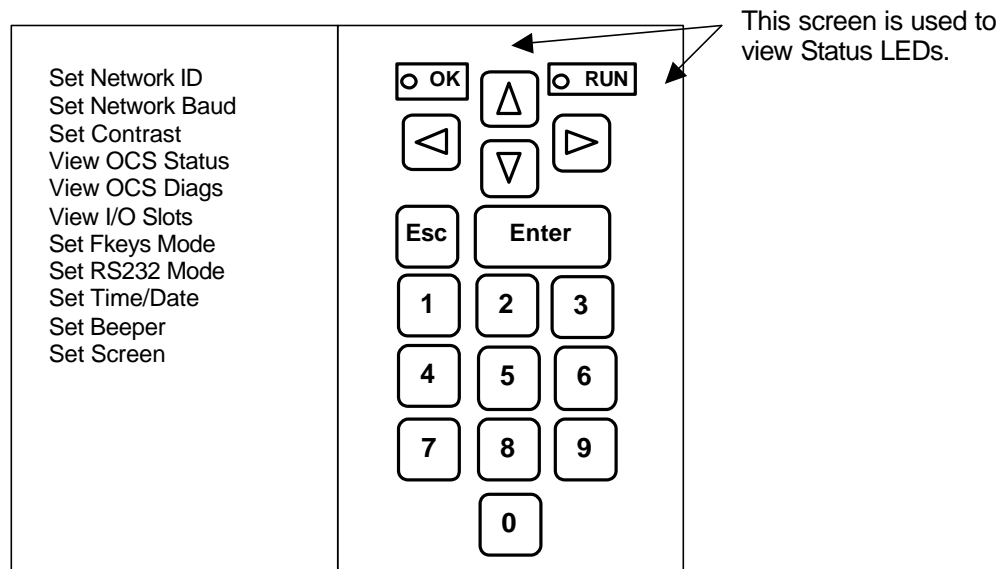 This screen is used to
view Status LEDs.
Set Network ID
Set Network Baud
Set Contrast
View OCS Status
View OCS Diags
View I/O Slots
Set Fkeys Mode
Set RS232 Mode
Set Time/Date
Set Beeper
Set Screen
OK RUN
Esc Enter
1 2 3
4 5 6
7 8 9
0